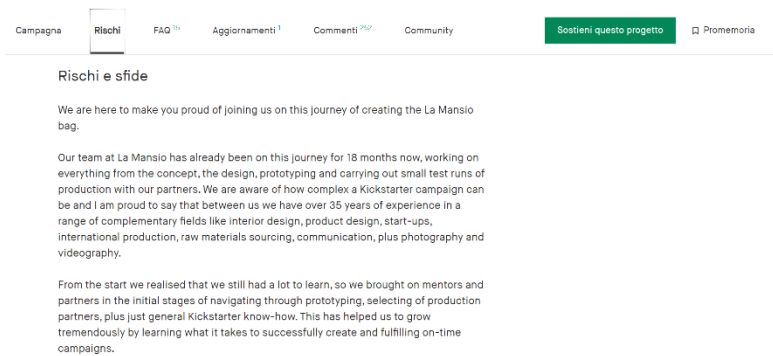 Campagna Rischi FAQ 15 Aggiornamenti 1 Commenti 252 Community Sostieni questo progetto Promemoria
Rischi e sfide
We are here to make you proud of joining us on this journey of creating the La Mansio
bag.
Our team at La Mansio has already been on this journey for 18 months now, working on
everything from the concept, the design, prototyping and carrying out small test runs of
production with our partners. We are aware of how complex a Kickstarter campaign can
be and I am proud to say that between us we have over 35 years of experience in a
range of complementary fields like interior design, product design, start-ups,
international production, raw materials sourcing, communication, plus photography and
videography.
From the start we realised that we still had a lot to learn, so we brought on mentors and
partners in the initial stages of navigating through prototyping, selecting of production
partners, plus just general Kickstarter know-how. This has helped us to grow
tremendously by learning what it takes to successfully create and fulfilling on-time
campaigns.